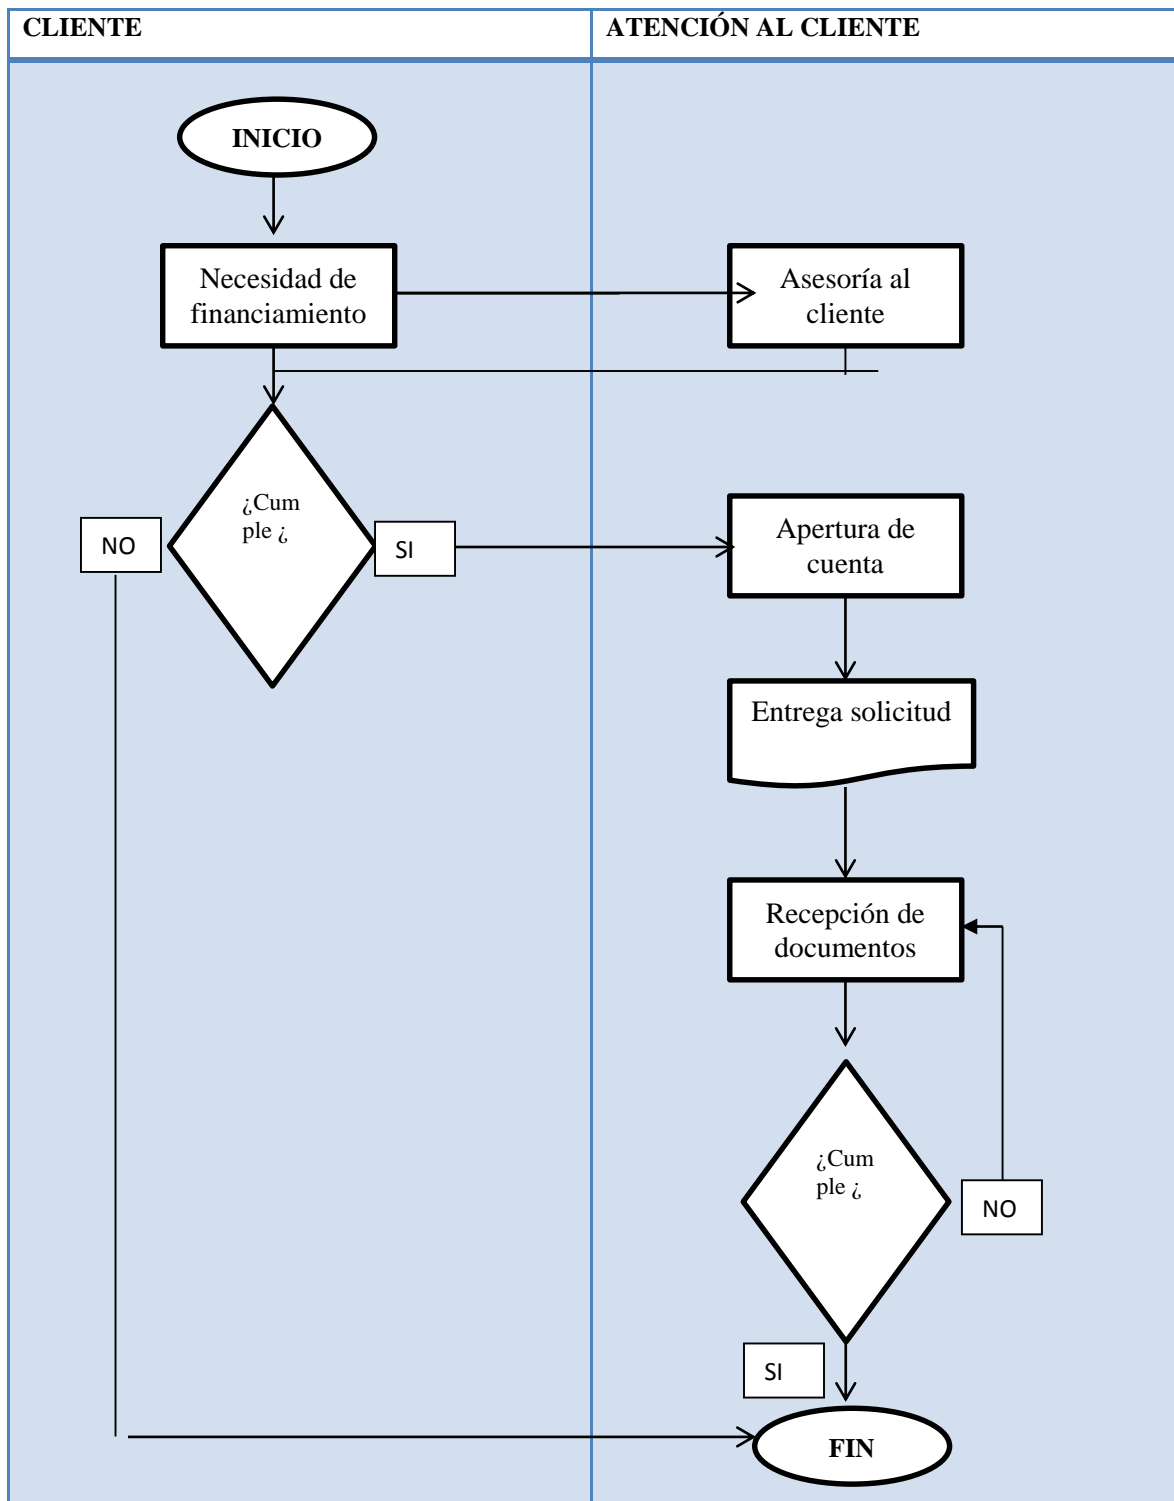 CLIENTE
ATENCIÓN AL CLIENTE
INICIO
Necesidad de
financiamiento
Asesoría al
cliente
¿Cum
ple ¿
NO
SI
Apertura de
cuenta
Entrega solicitud
Recepción de
documentos
¿Cum
ple ¿
NO
SI
FIN